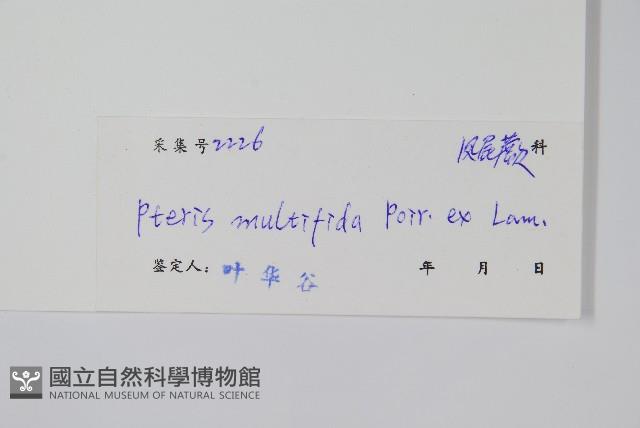 采集号2226 凤尾蕨科
Pteris multifida Poir. ex Lam.
鉴定人：叶华谷 年 月 日
國立自然科學博物館
NATIONAL MUSEUM OF NATURAL SCIENCE